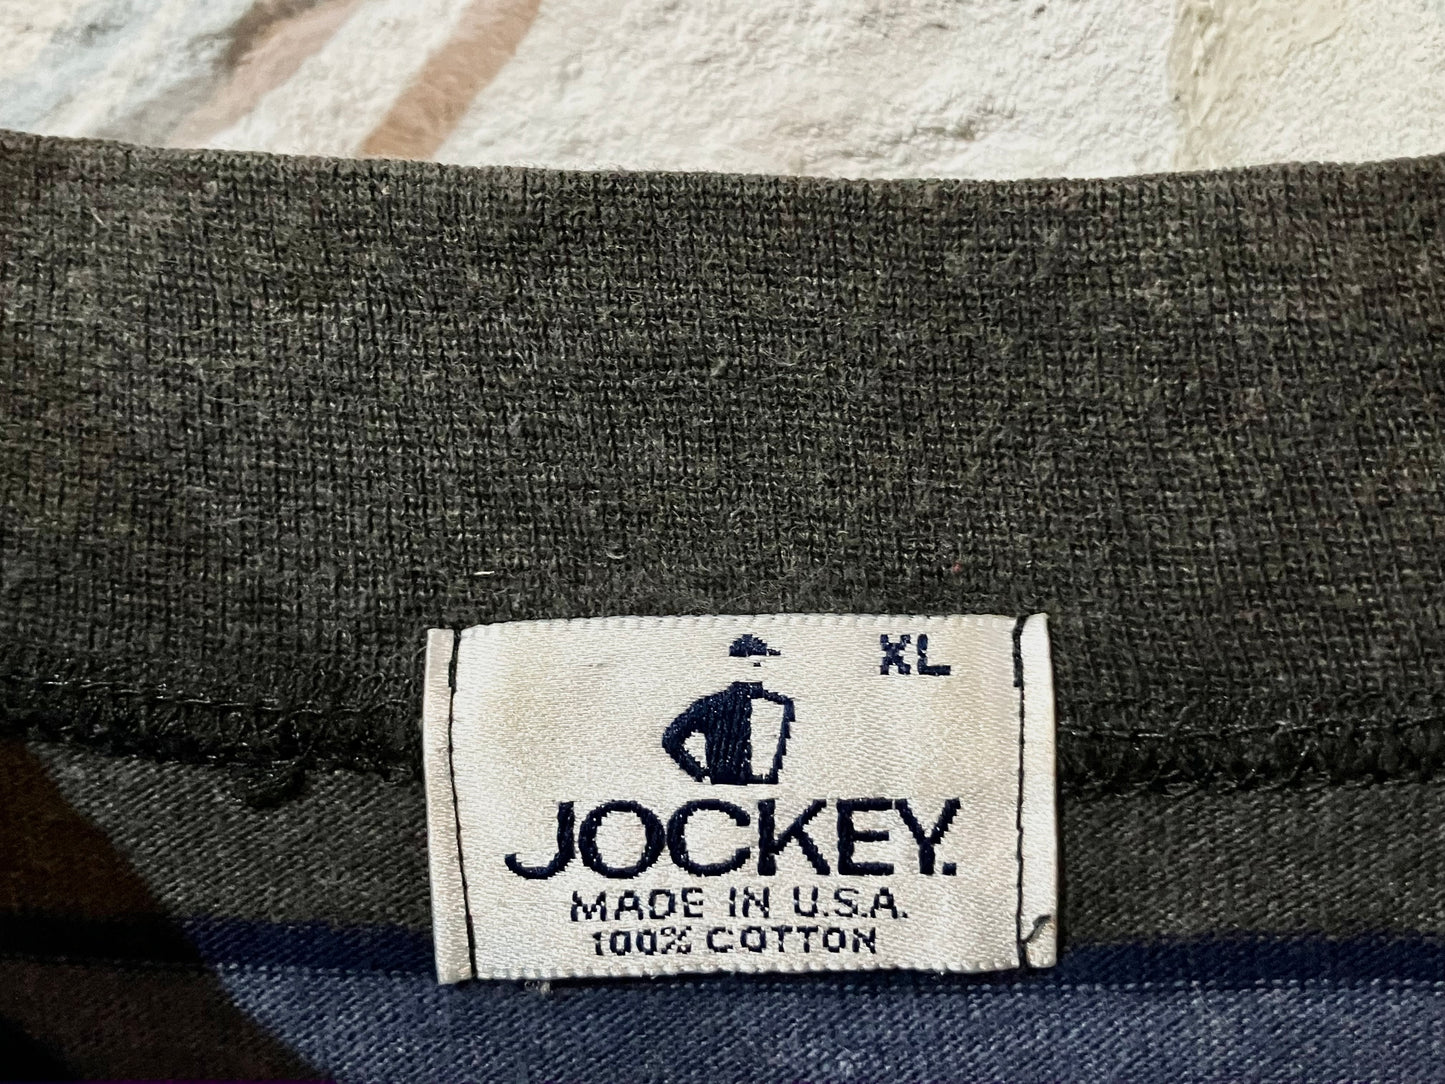 XL
JOCKEY.
MADE IN U.S.A.
100% COTTON